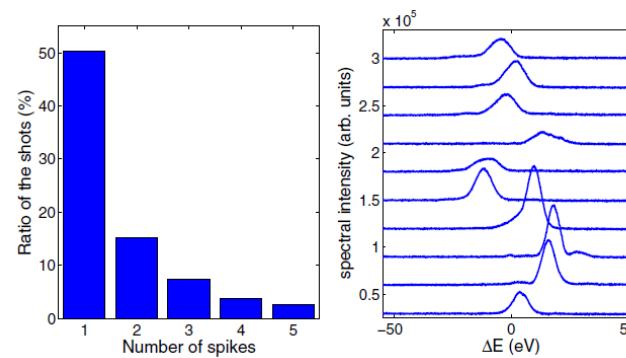 50
40
30
20
10
0
Ratio of the shots (%)
1 2 3 4 5
Number of spikes
x 10⁵
3
2.5
2
1.5
1
0.5
spectral intensity (arb. units)
−50 0 5
ΔE (eV)